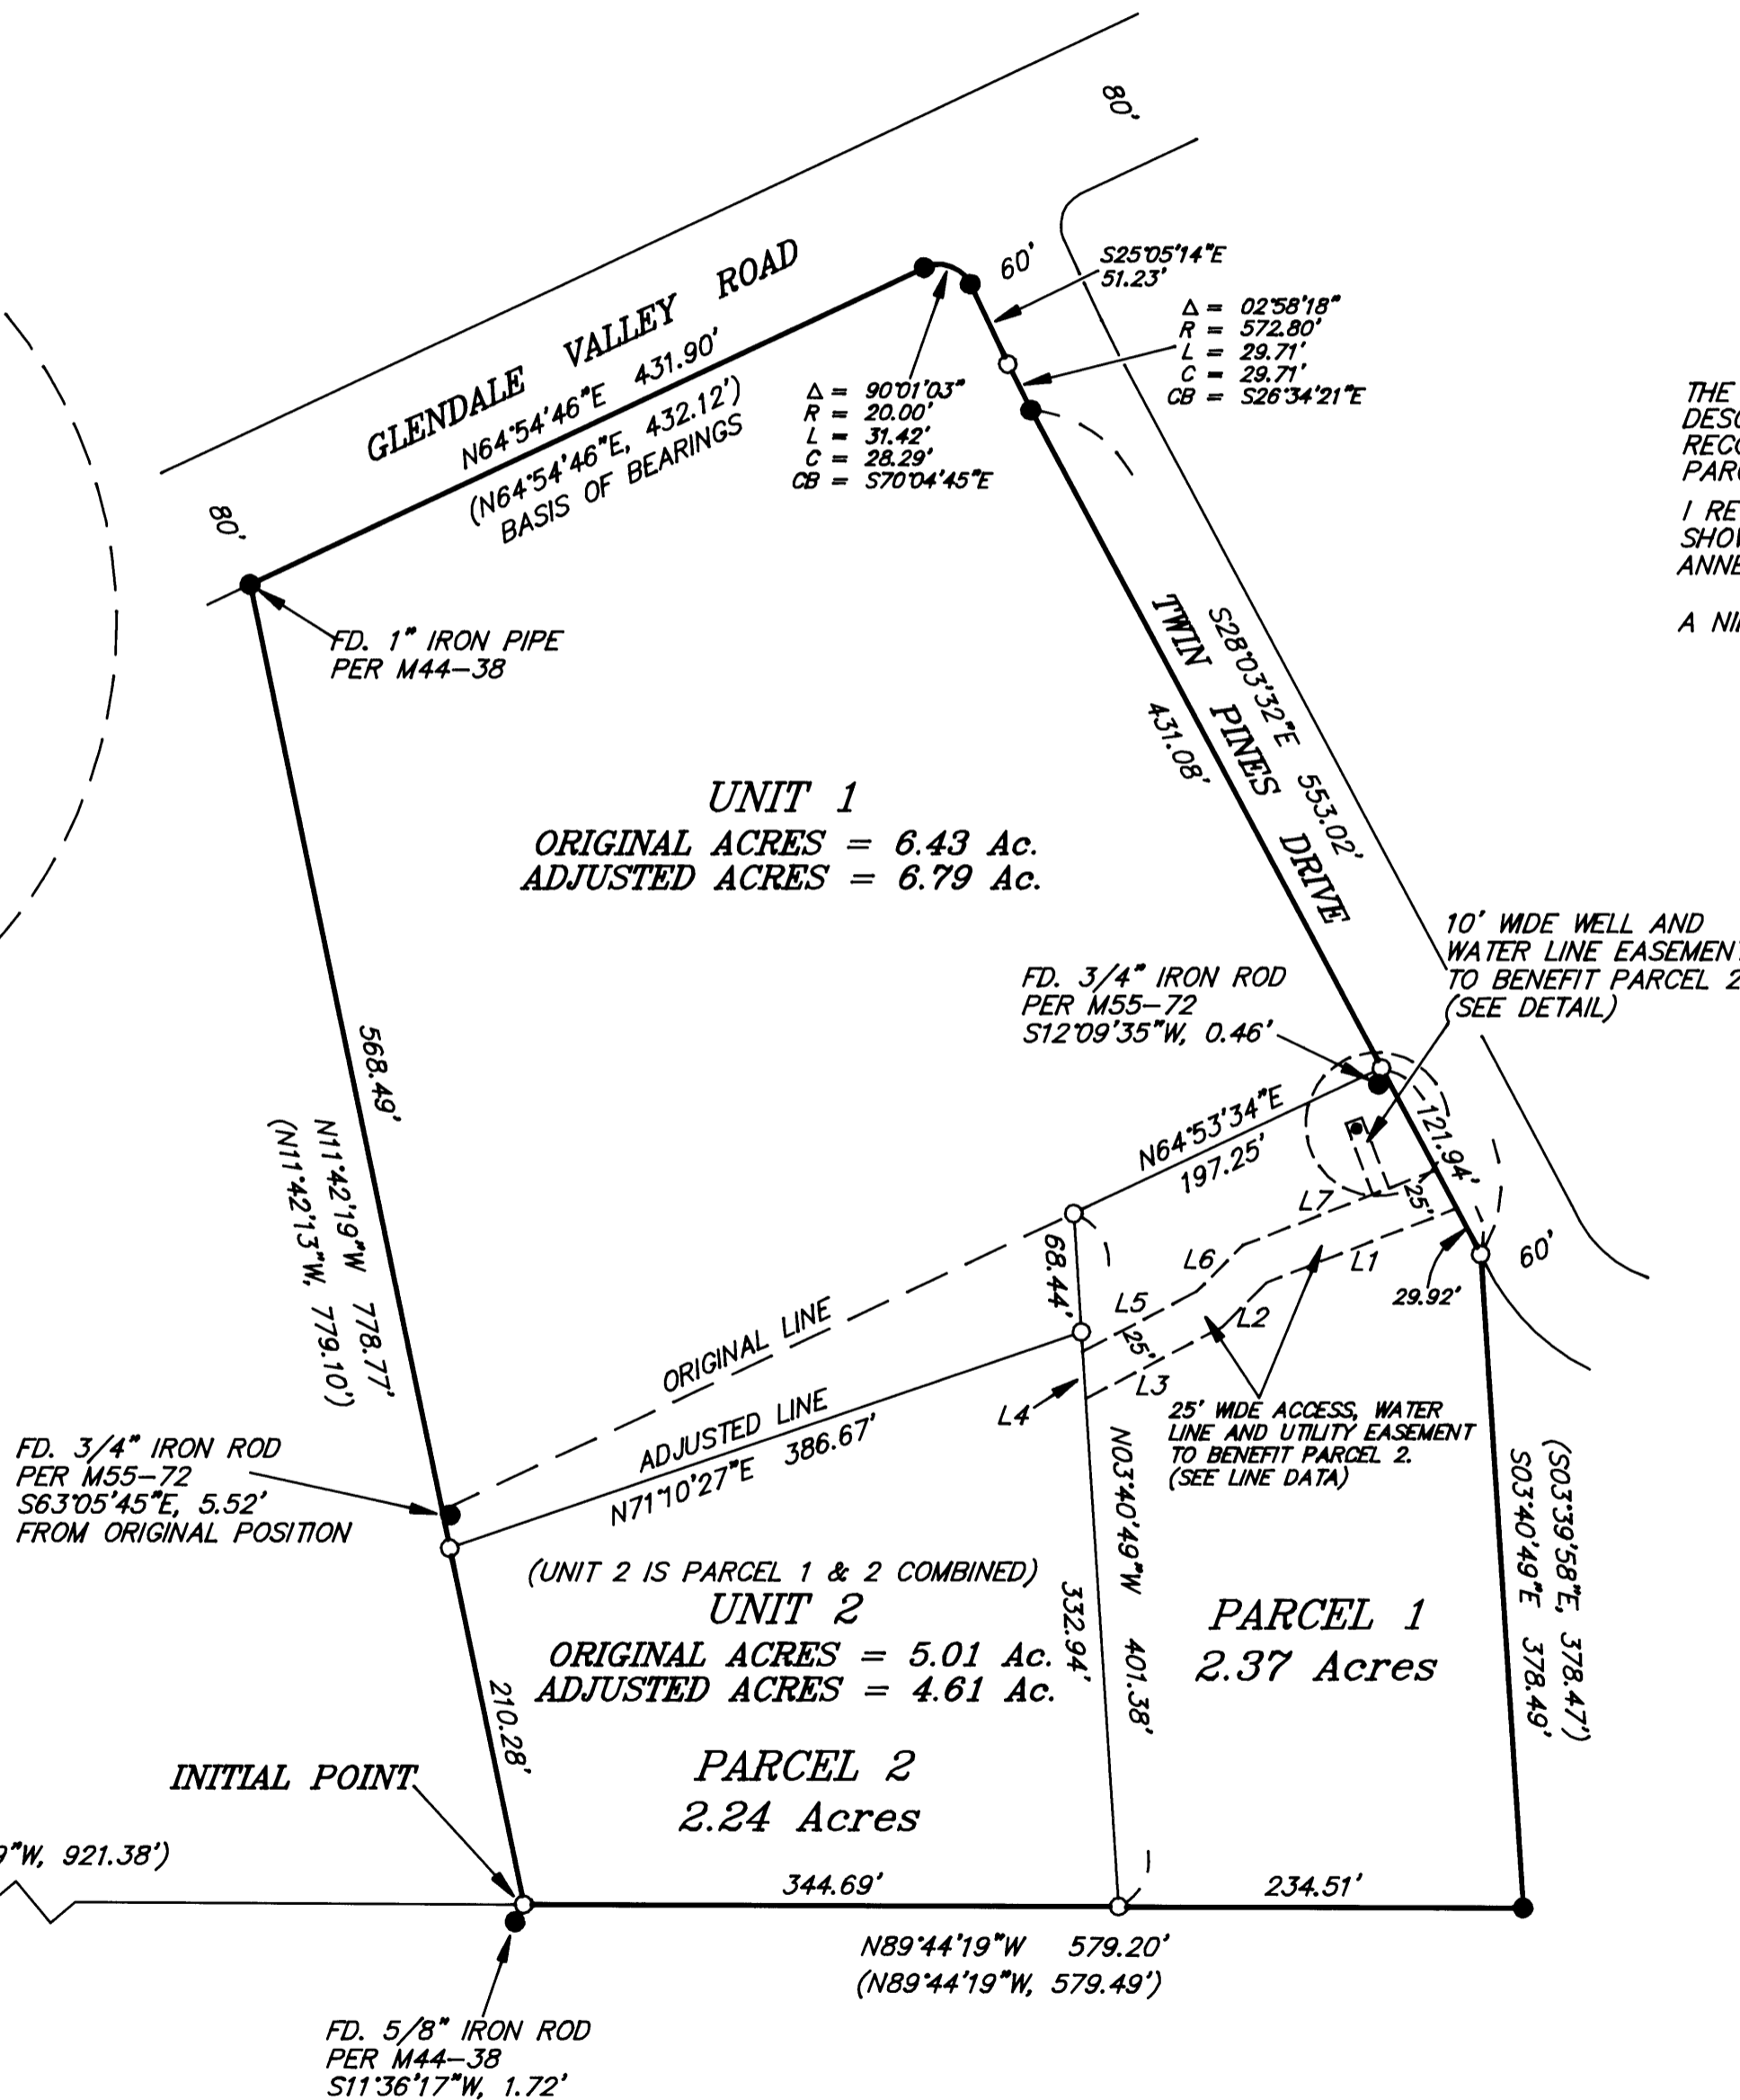 80'
80'
GLENDALE VALLEY ROAD
N64°54'46"E 431.90'
(N64°54'46"E, 432.12')
BASIS OF BEARINGS
60'
S25°05'14"E
51.23'
Δ = 02°58'18"
R = 572.80'
L = 29.71'
C = 29.71'
CB = S26°34'21"E
Δ = 90°01'03"
R = 20.00'
L = 31.42'
C = 28.29'
CB = S70°04'45"E
THE
DESC
RECO
PARC
I RE
SHOW
ANNE
A NI
FD. 1" IRON PIPE
PER M44-38
TWIN PINES DRIVE
S28°03'32"E 553.02'
431.08'
UNIT 1
ORIGINAL ACRES = 6.43 Ac.
ADJUSTED ACRES = 6.79 Ac.
10' WIDE WELL AND
WATER LINE EASEMENT
TO BENEFIT PARCEL 2
(SEE DETAIL)
FD. 3/4" IRON ROD
PER M55-72
S12°09'35"W, 0.46'
568.49'
N11°42'19"W 778.77'
(N11°42'13"W, 779.10')
N64°53'34"E
197.25'
121.94'
25'
L7
L6
L1
L5
L2
25'
L3
L4
29.92'
60'
68.44'
ORIGINAL LINE
ADJUSTED LINE
N71°10'27"E 386.67'
25' WIDE ACCESS, WATER
LINE AND UTILITY EASEMENT
TO BENEFIT PARCEL 2.
(SEE LINE DATA)
FD. 3/4" IRON ROD
PER M55-72
S63°05'45"E, 5.52'
FROM ORIGINAL POSITION
N03°40'49"W 401.38'
332.94'
(S03°39'58"E, 378.47')
S03°40'49"E 378.49'
(UNIT 2 IS PARCEL 1 & 2 COMBINED)
UNIT 2
ORIGINAL ACRES = 5.01 Ac.
ADJUSTED ACRES = 4.61 Ac.
PARCEL 1
2.37 Acres
210.28'
INITIAL POINT
PARCEL 2
2.24 Acres
9"W, 921.38')
344.69'
234.51'
N89°44'19"W 579.20'
(N89°44'19"W, 579.49')
FD. 5/8" IRON ROD
PER M44-38
S11°36'17"W, 1.72'